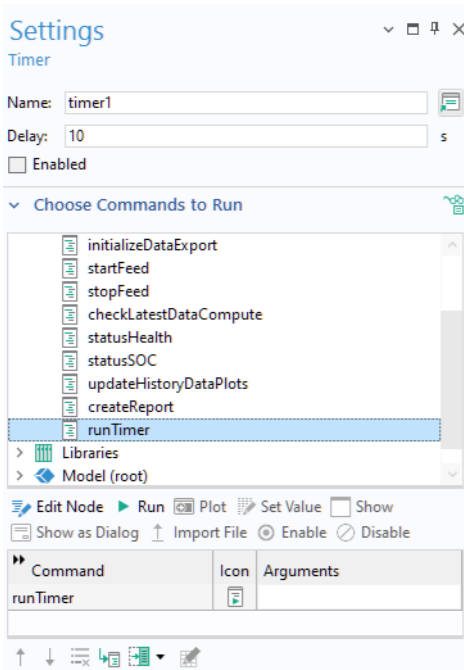 Settings
Timer
Name: timer1
Delay: 10 s
Enabled
Choose Commands to Run
initializeDataExport
startFeed
stopFeed
checkLatestDataCompute
statusHealth
statusSOC
updateHistoryDataPlots
createReport
runTimer
Libraries
Model (root)
Edit Node Run Plot Set Value Show
Show as Dialog Import File Enable Disable
Command Icon Arguments
runTimer